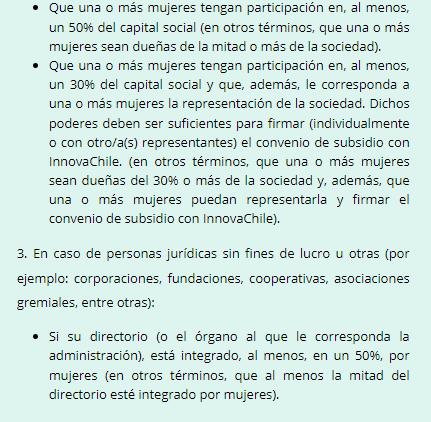 • Que una o más mujeres tengan participación en, al menos,
un 50% del capital social (en otros términos, que una o más
mujeres sean dueñas de la mitad o más de la sociedad).
• Que una o más mujeres tengan participación en, al menos,
un 30% del capital social y que, además, le corresponda a
una o más mujeres la representación de la sociedad. Dichos
poderes deben ser suficientes para firmar (individualmente
o con otro/a(s) representantes) el convenio de subsidio con
InnovaChile. (en otros términos, que una o más mujeres
sean dueñas del 30% o más de la sociedad y, además, que
una o más mujeres puedan representarla y firmar el
convenio de subsidio con InnovaChile).
3. En caso de personas jurídicas sin fines de lucro u otras (por
ejemplo: corporaciones, fundaciones, cooperativas, asociaciones
gremiales, entre otras):
• Si su directorio (o el órgano al que le corresponda la
administración), está integrado, al menos, en un 50%, por
mujeres (en otros términos, que al menos la mitad del
directorio esté integrado por mujeres).